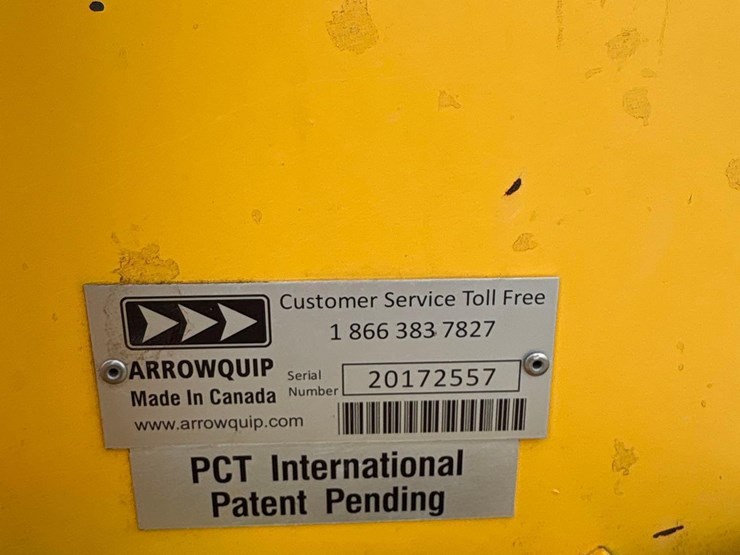 Customer Service Toll Free
1 866 383 7827
ARROWQUIP
Made In Canada
www.arrowquip.com
Serial
Number
20172557
PCT International
Patent Pending